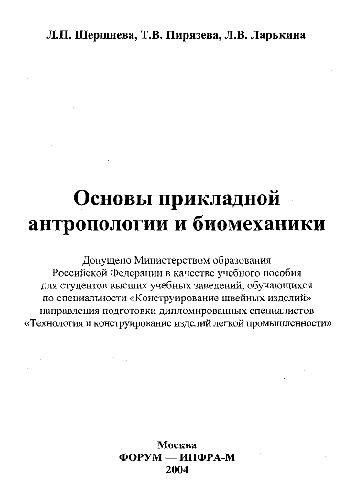 Л.П. Шершнева, Т.В. Пирязева, Л.В. Ларькина
Основы прикладной
антропологии и биомеханики
Допущено Министерством образования
Российской Федерации в качестве учебного пособия
для студентов высших учебных заведений, обучающихся
по специальности «Конструирование швейных изделий»
направления подготовки дипломированных специалистов
«Технология и конструирование изделий легкой промышленности»
Москва
ФОРУМ — ИНФРА-М
2004